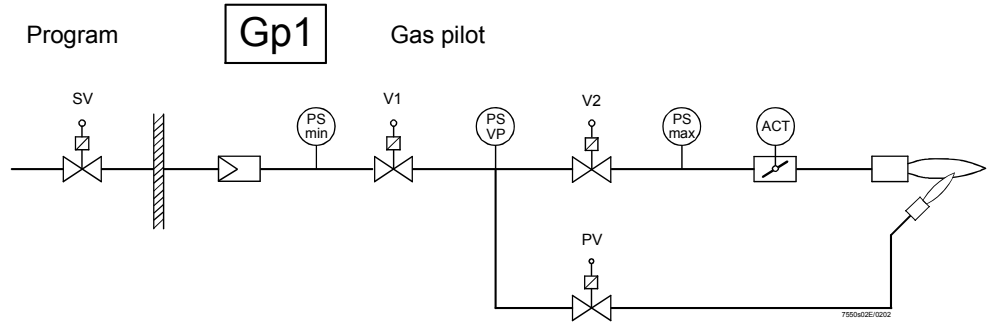 Program Gp1 Gas pilot
SV V1 V2
PS min PS VP PS max ACT
PV
7550s02E/0202